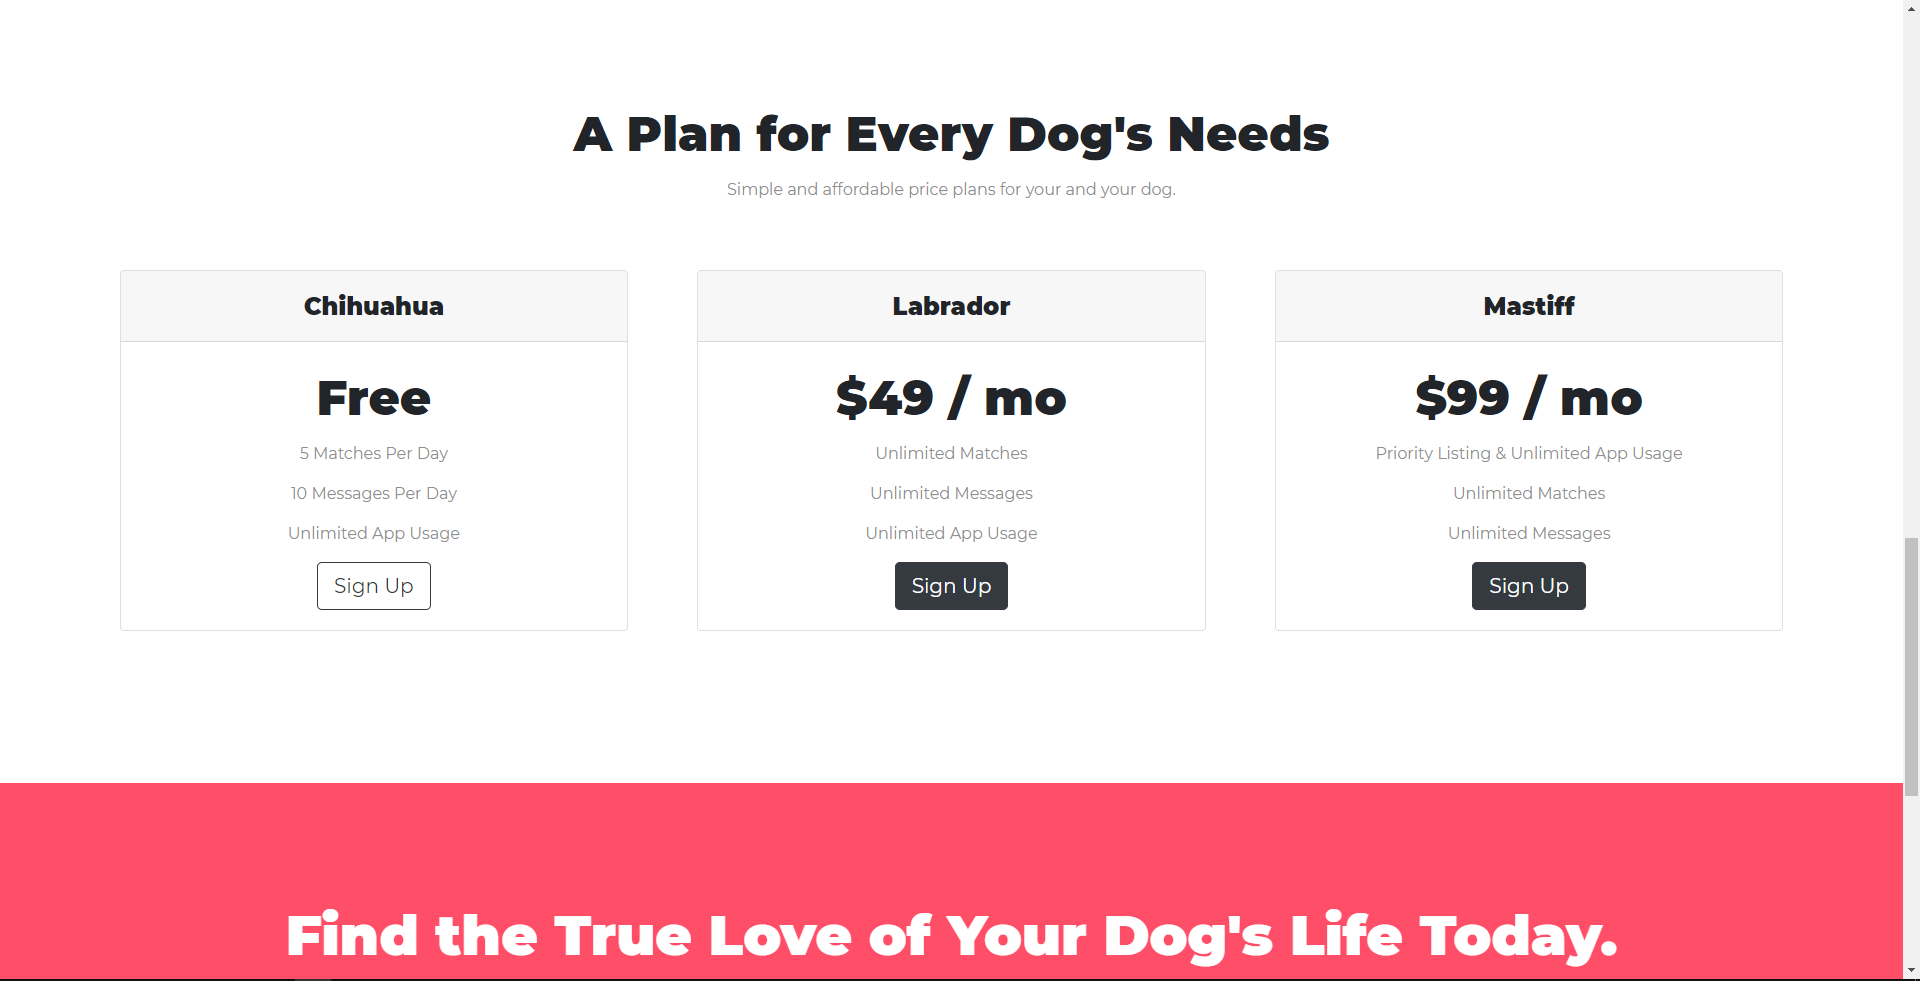 A Plan for Every Dog's Needs
Simple and affordable price plans for your and your dog.
Chihuahua
Free
5 Matches Per Day
10 Messages Per Day
Unlimited App Usage
Sign Up
Labrador
$49 / mo
Unlimited Matches
Unlimited Messages
Unlimited App Usage
Sign Up
Mastiff
$99 / mo
Priority Listing & Unlimited App Usage
Unlimited Matches
Unlimited Messages
Sign Up
Find the True Love of Your Dog's Life Today.